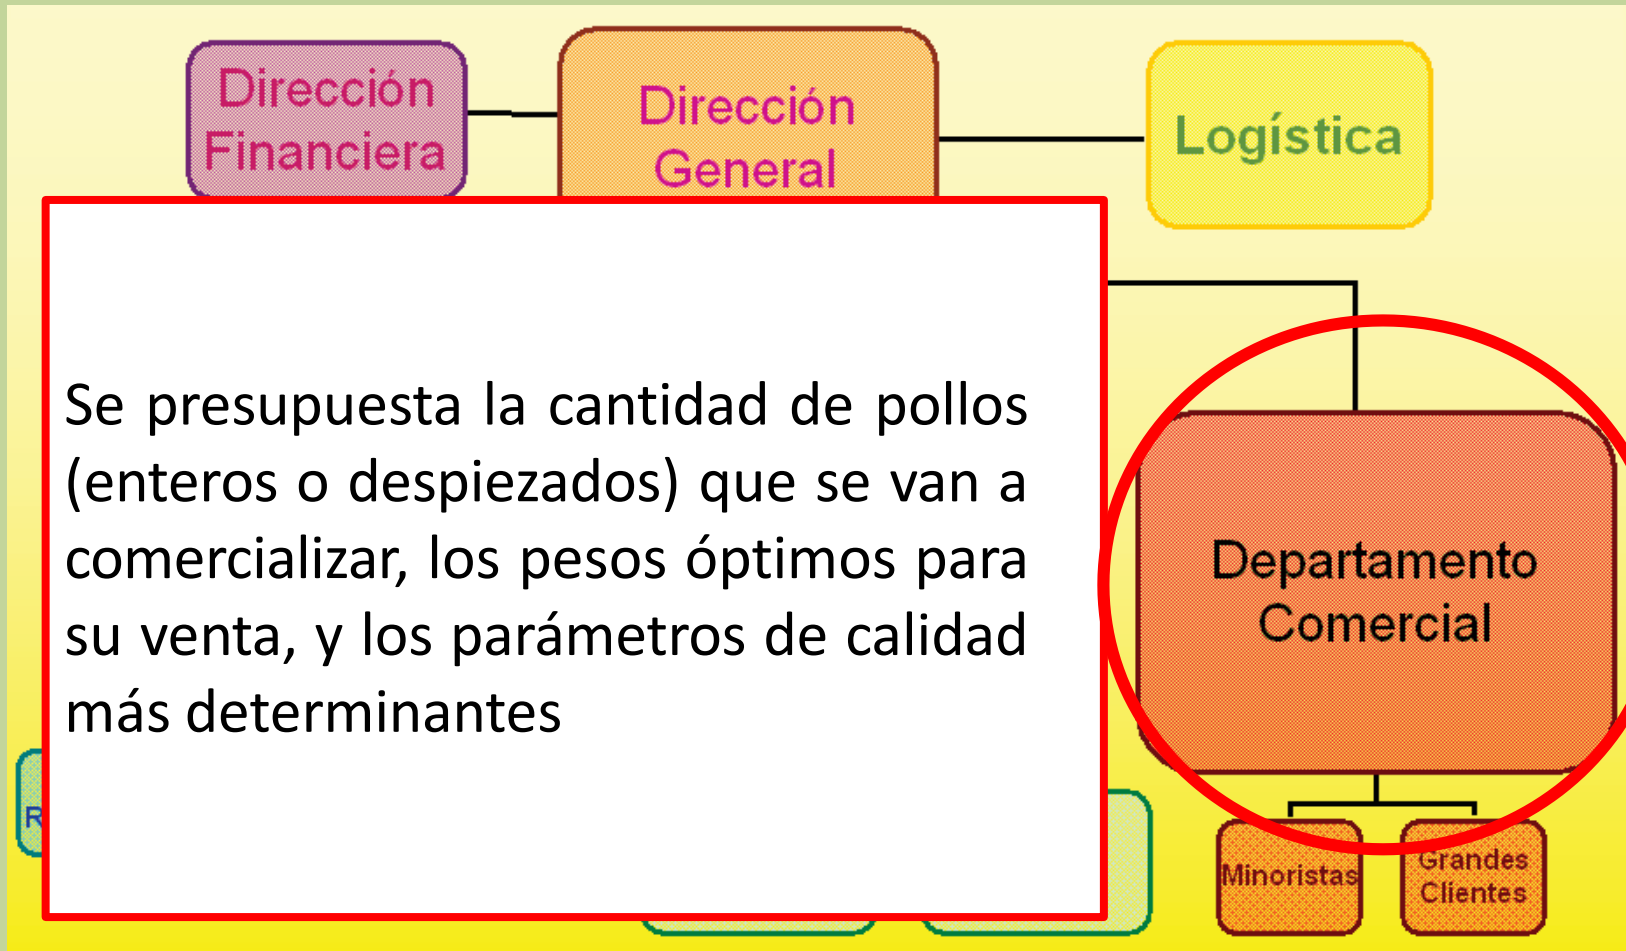 Dirección
Financiera
Dirección
General
Logística
Se presupuesta la cantidad de pollos
(enteros o despiezados) que se van a
comercializar, los pesos óptimos para
su venta, y los parámetros de calidad
más determinantes
Departamento
Comercial
Minoristas
Grandes
Clientes